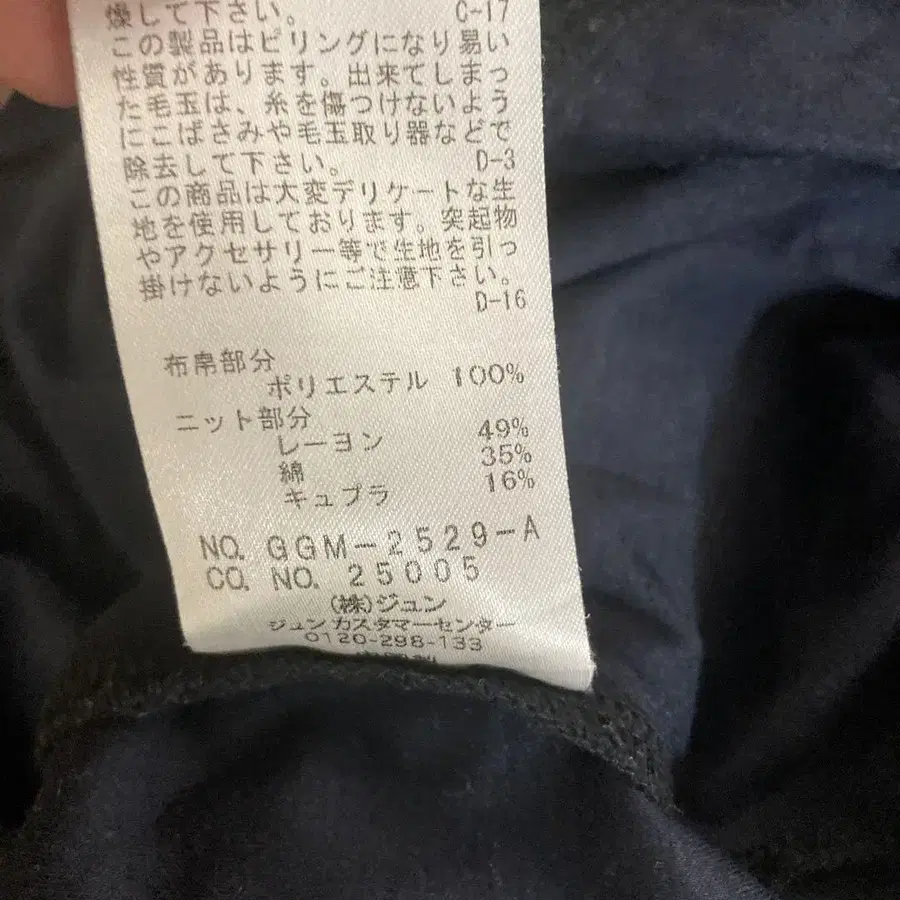 燥して下さい。 C-17
この製品はピリングになり易い
性質があります。出来てしまっ
た毛玉は、糸を傷つけないよう
にこばさみや毛玉取り器などで
除去して下さい。 D-3
この商品は大変デリケートな生
地を使用しております。突起物
やアクセサリー等で生地を引っ
掛けないようにご注意下さい。
D-16
布帛部分
ポリエステル 100%
ニット部分
レーヨン 49%
綿 35%
キュプラ 16%
NO. GGM-2529-A
CO. NO. 25005
(株)ジュン
ジュン カスタマーセンター
0120-298-133